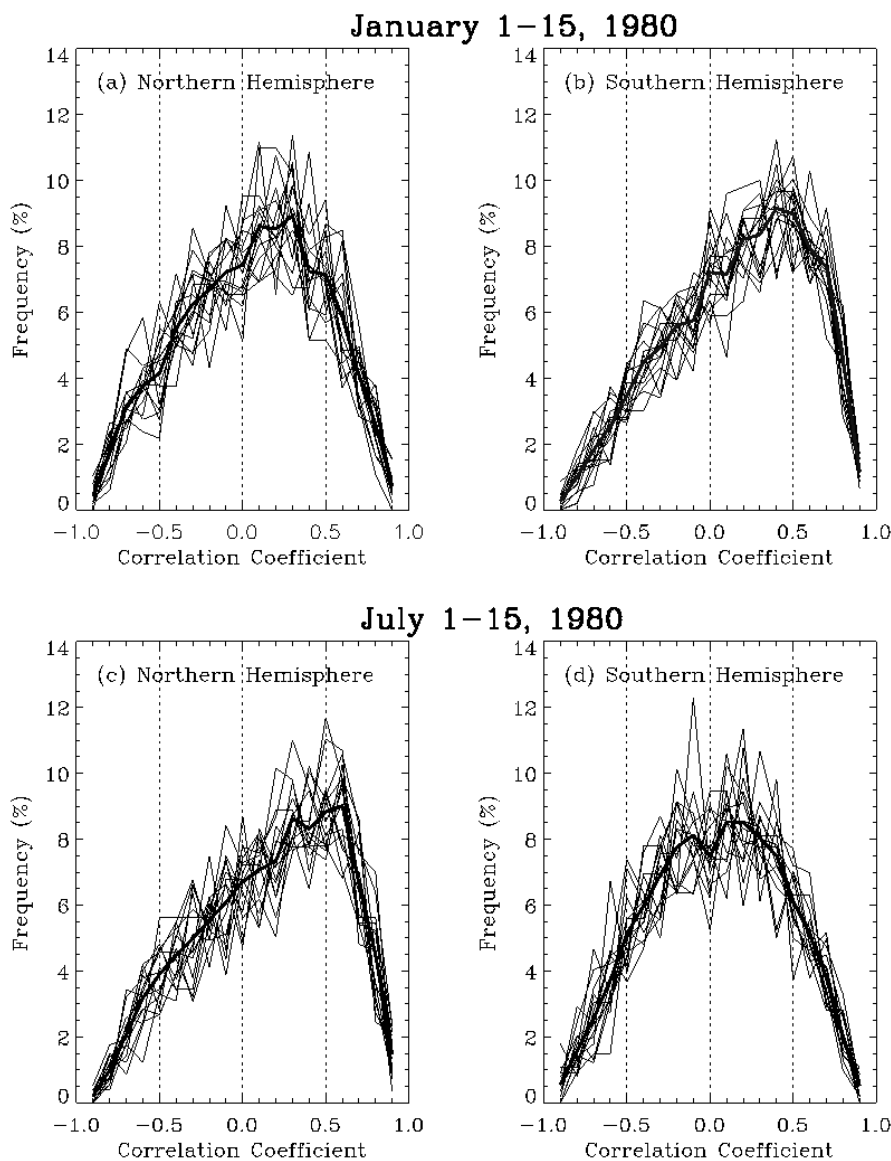 January 1-15, 1980
(a) Northern Hemisphere
14
12
10
8
6
4
2
0
Frequency (%)
-1.0 -0.5 0.0 0.5 1.0
Correlation Coefficient
(b) Southern Hemisphere
14
12
10
8
6
4
2
0
Frequency (%)
-1.0 -0.5 0.0 0.5 1.0
Correlation Coefficient
July 1-15, 1980
(c) Northern Hemisphere
14
12
10
8
6
4
2
0
Frequency (%)
-1.0 -0.5 0.0 0.5 1.0
Correlation Coefficient
(d) Southern Hemisphere
14
12
10
8
6
4
2
0
Frequency (%)
-1.0 -0.5 0.0 0.5 1.0
Correlation Coefficient